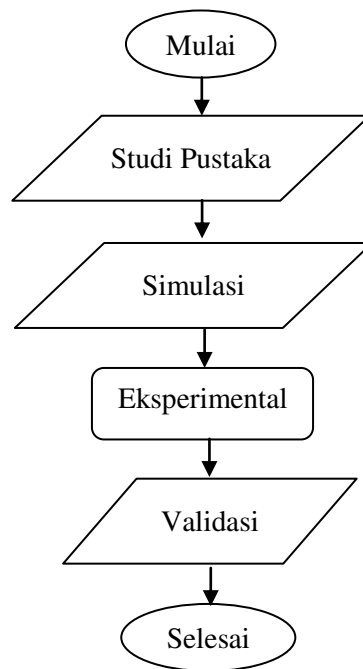 Mulai
Studi Pustaka
Simulasi
Eksperimental
Validasi
Selesai